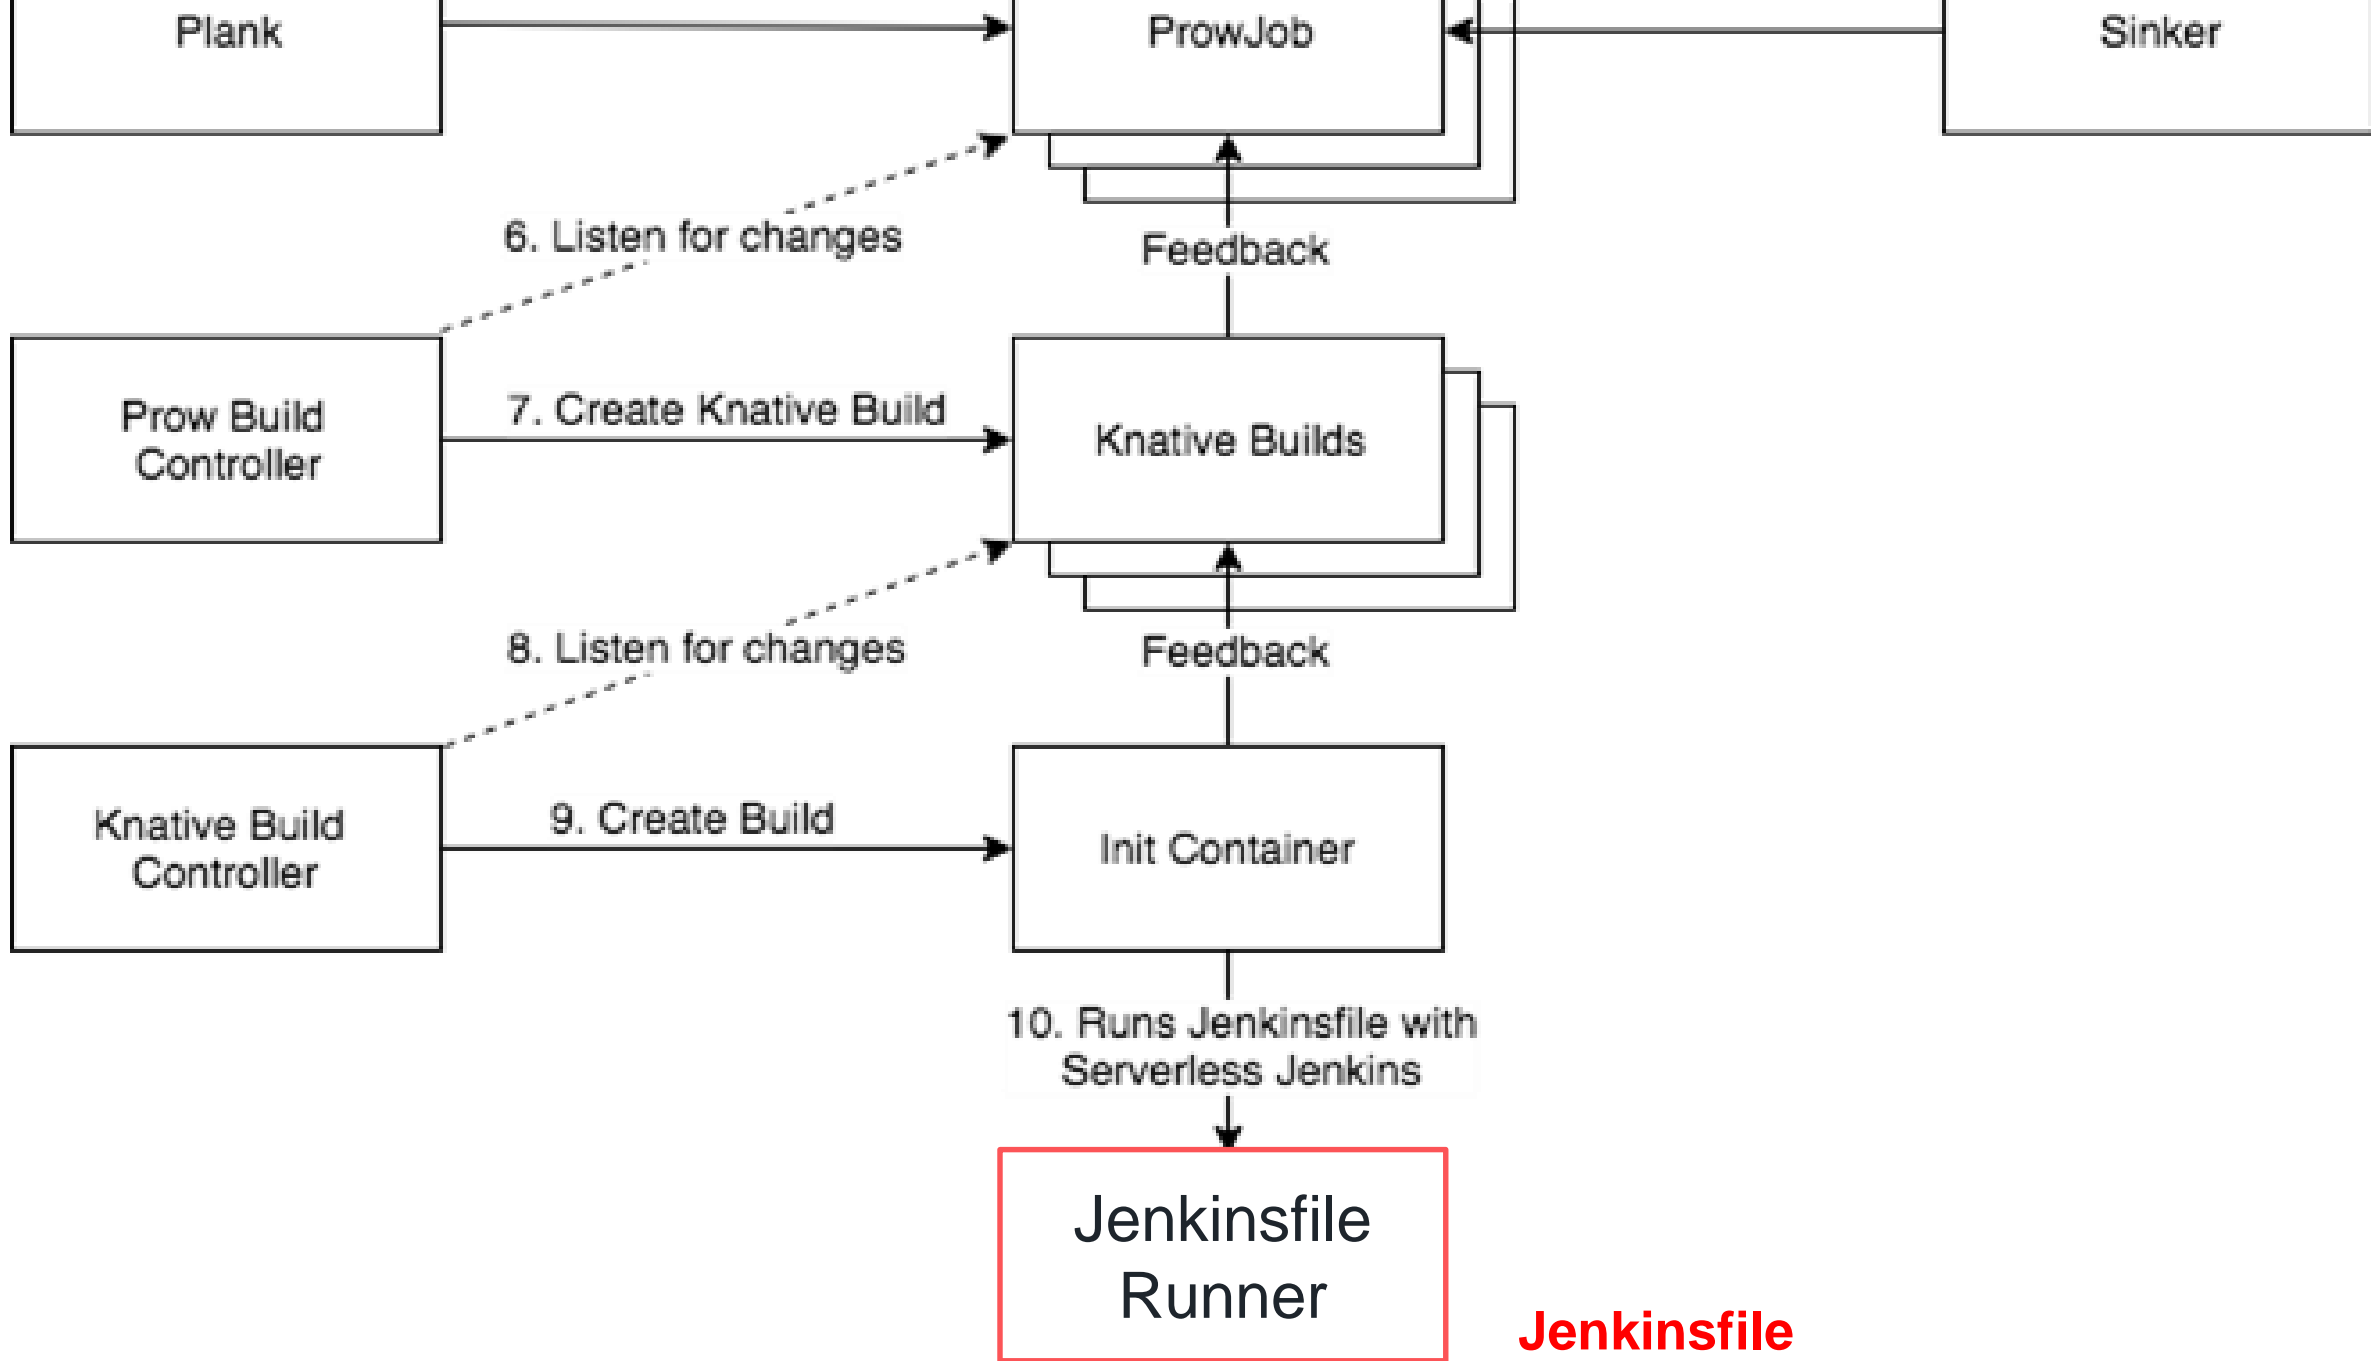 Plank
ProwJob
Sinker
6. Listen for changes
Feedback
Prow Build
Controller
7. Create Knative Build
Knative Builds
8. Listen for changes
Feedback
Knative Build
Controller
9. Create Build
Init Container
10. Runs Jenkinsfile with
Serverless Jenkins
Jenkinsfile
Runner
Jenkinsfile